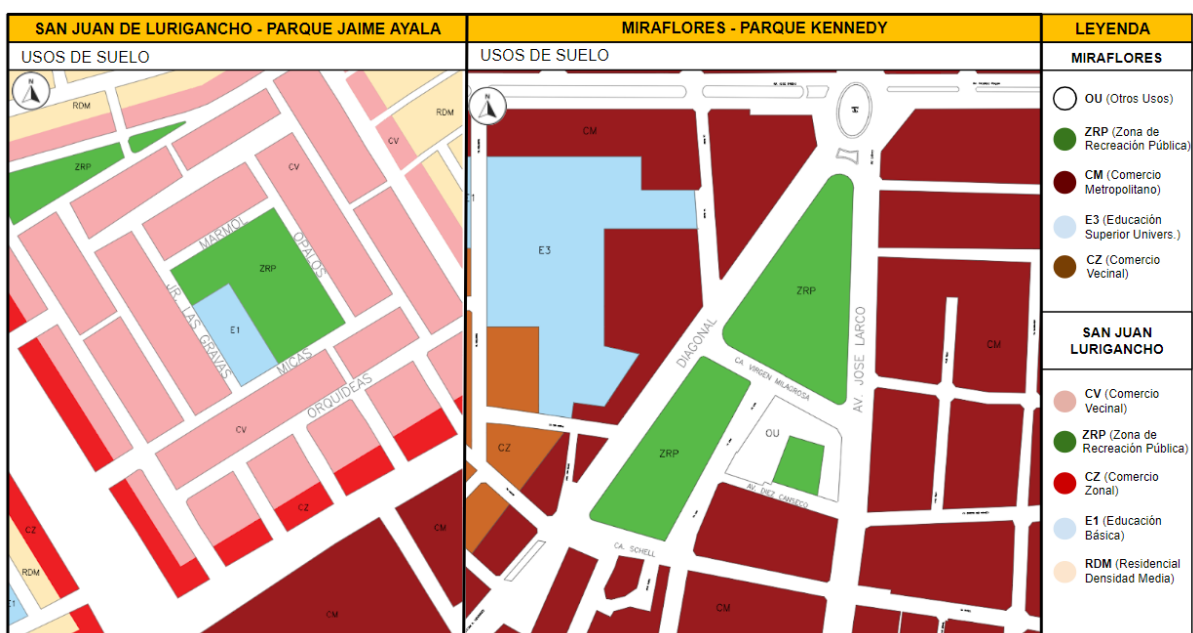 SAN JUAN DE LURIGANCHO - PARQUE JAIME AYALA
USOS DE SUELO
N
RDM
RDM
ZRP
CV
CV
MARMOL
OPALOS
ZRP
JR. LAS GRAVAS
E1
MICAS
ORQUIDEAS
CV
CZ
CZ
RDM
E1
CM
CM
MIRAFLORES - PARQUE KENNEDY
USOS DE SUELO
N
CM
E1
E3
ZRP
DIAGONAL
AV. JOSE LARCO
CM
CA. VIRGEN MILAGROSA
OU
CZ
ZRP
AV. DIEZ CANSECO
CA. SCHELL
CM
LEYENDA
MIRAFLORES
OU (Otros Usos)
ZRP (Zona de
Recreación Pública)
CM (Comercio
Metropolitano)
E3 (Educación
Superior Univers.)
CZ (Comercio
Vecinal)
SAN JUAN
LURIGANCHO
CV (Comercio
Vecinal)
ZRP (Zona de
Recreación Pública)
CZ (Comercio
Zonal)
E1 (Educación
Básica)
RDM (Residencial
Densidad Media)